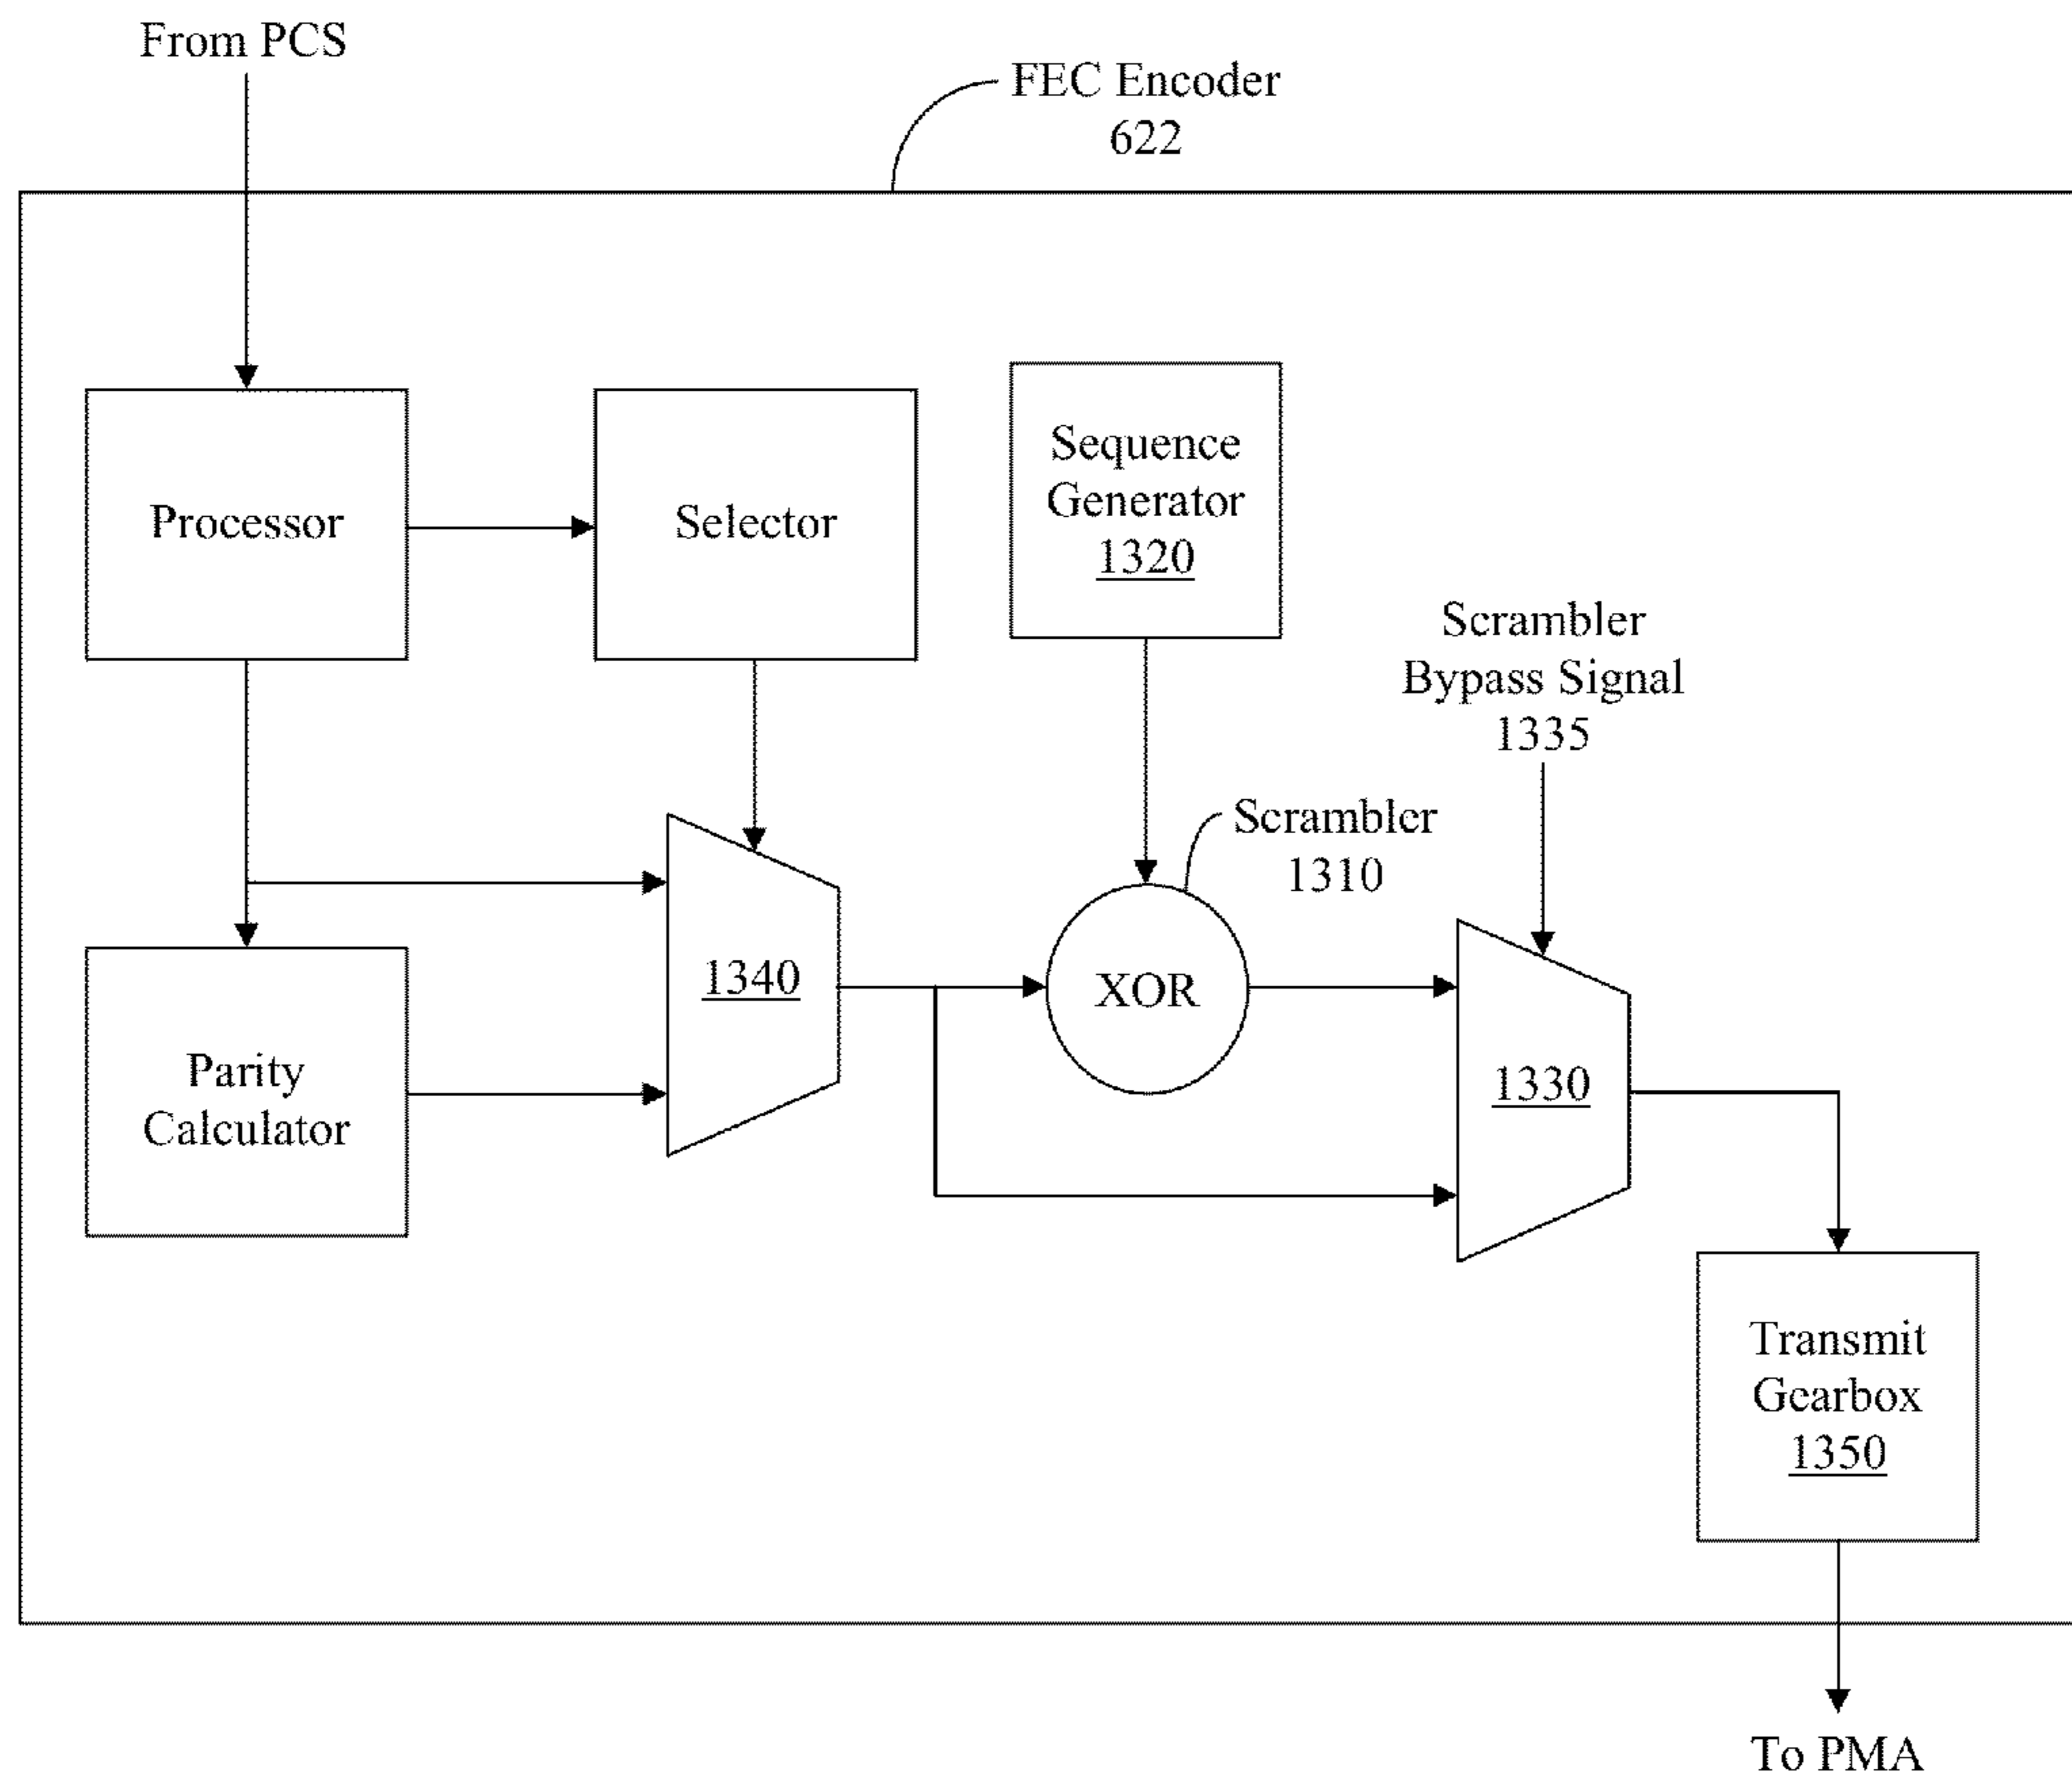 From PCS
FEC Encoder
622
Processor
Selector
Sequence
Generator
1320
Scrambler
Bypass Signal
1335
Scrambler
1310
1340
XOR
1330
Parity
Calculator
Transmit
Gearbox
1350
To PMA